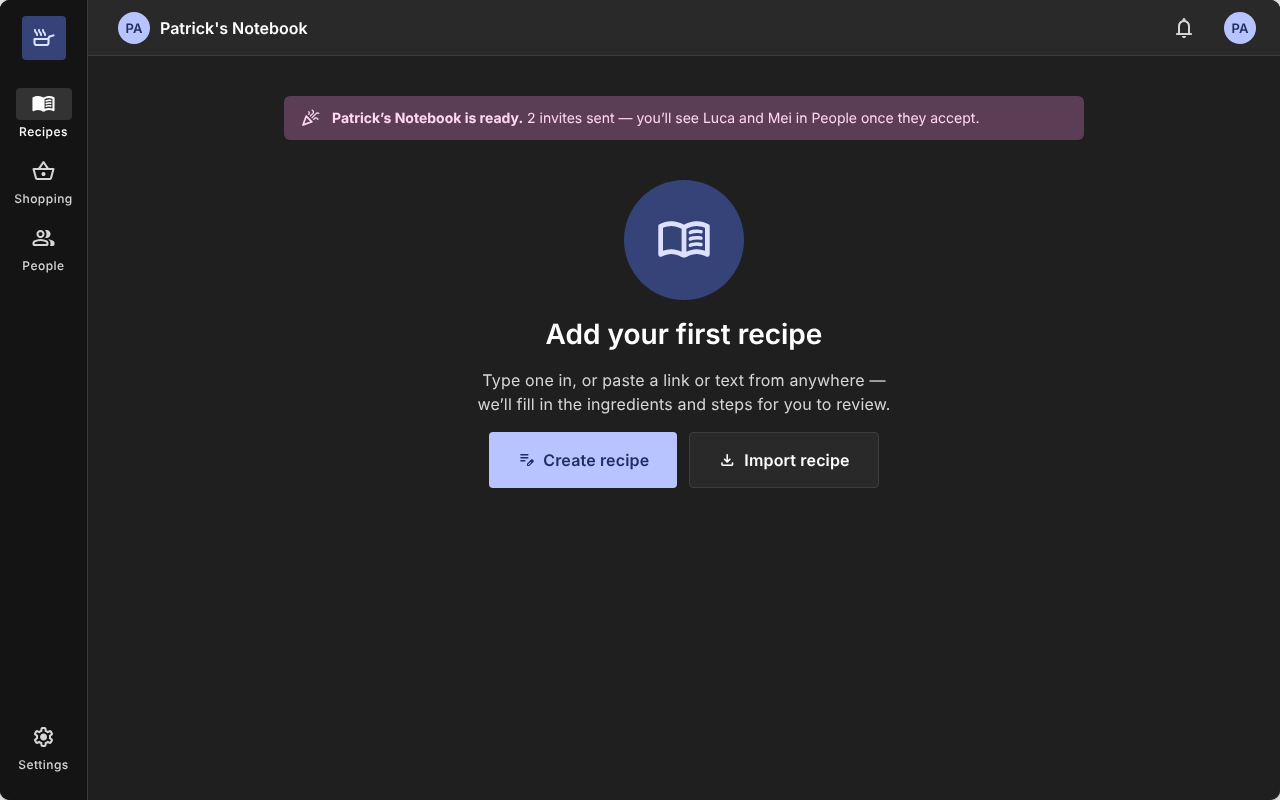 PA Patrick's Notebook
PA
Recipes
Shopping
People
Settings
Patrick’s Notebook is ready. 2 invites sent — you’ll see Luca and Mei in People once they accept.
Add your first recipe
Type one in, or paste a link or text from anywhere —
we’ll fill in the ingredients and steps for you to review.
Create recipe
Import recipe